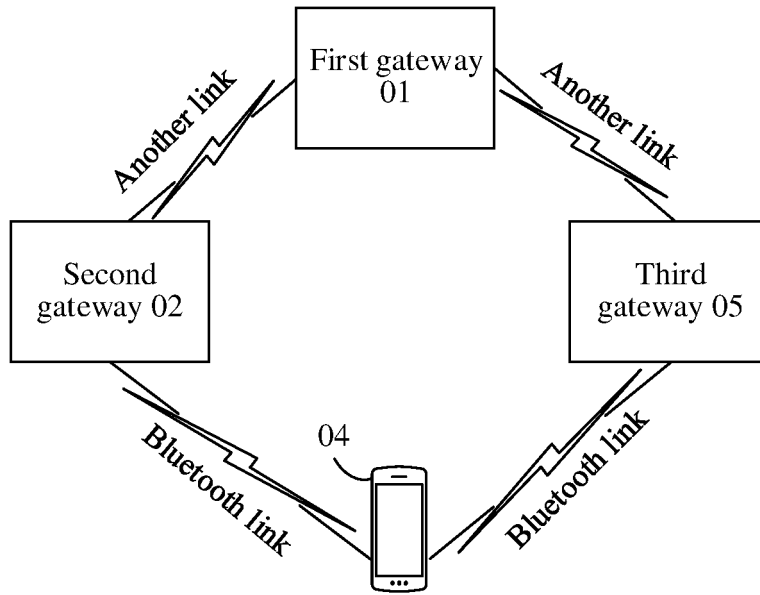 First gateway
01
Another link
Another link
Second
gateway 02
Third
gateway 05
Bluetooth link
04
Bluetooth link